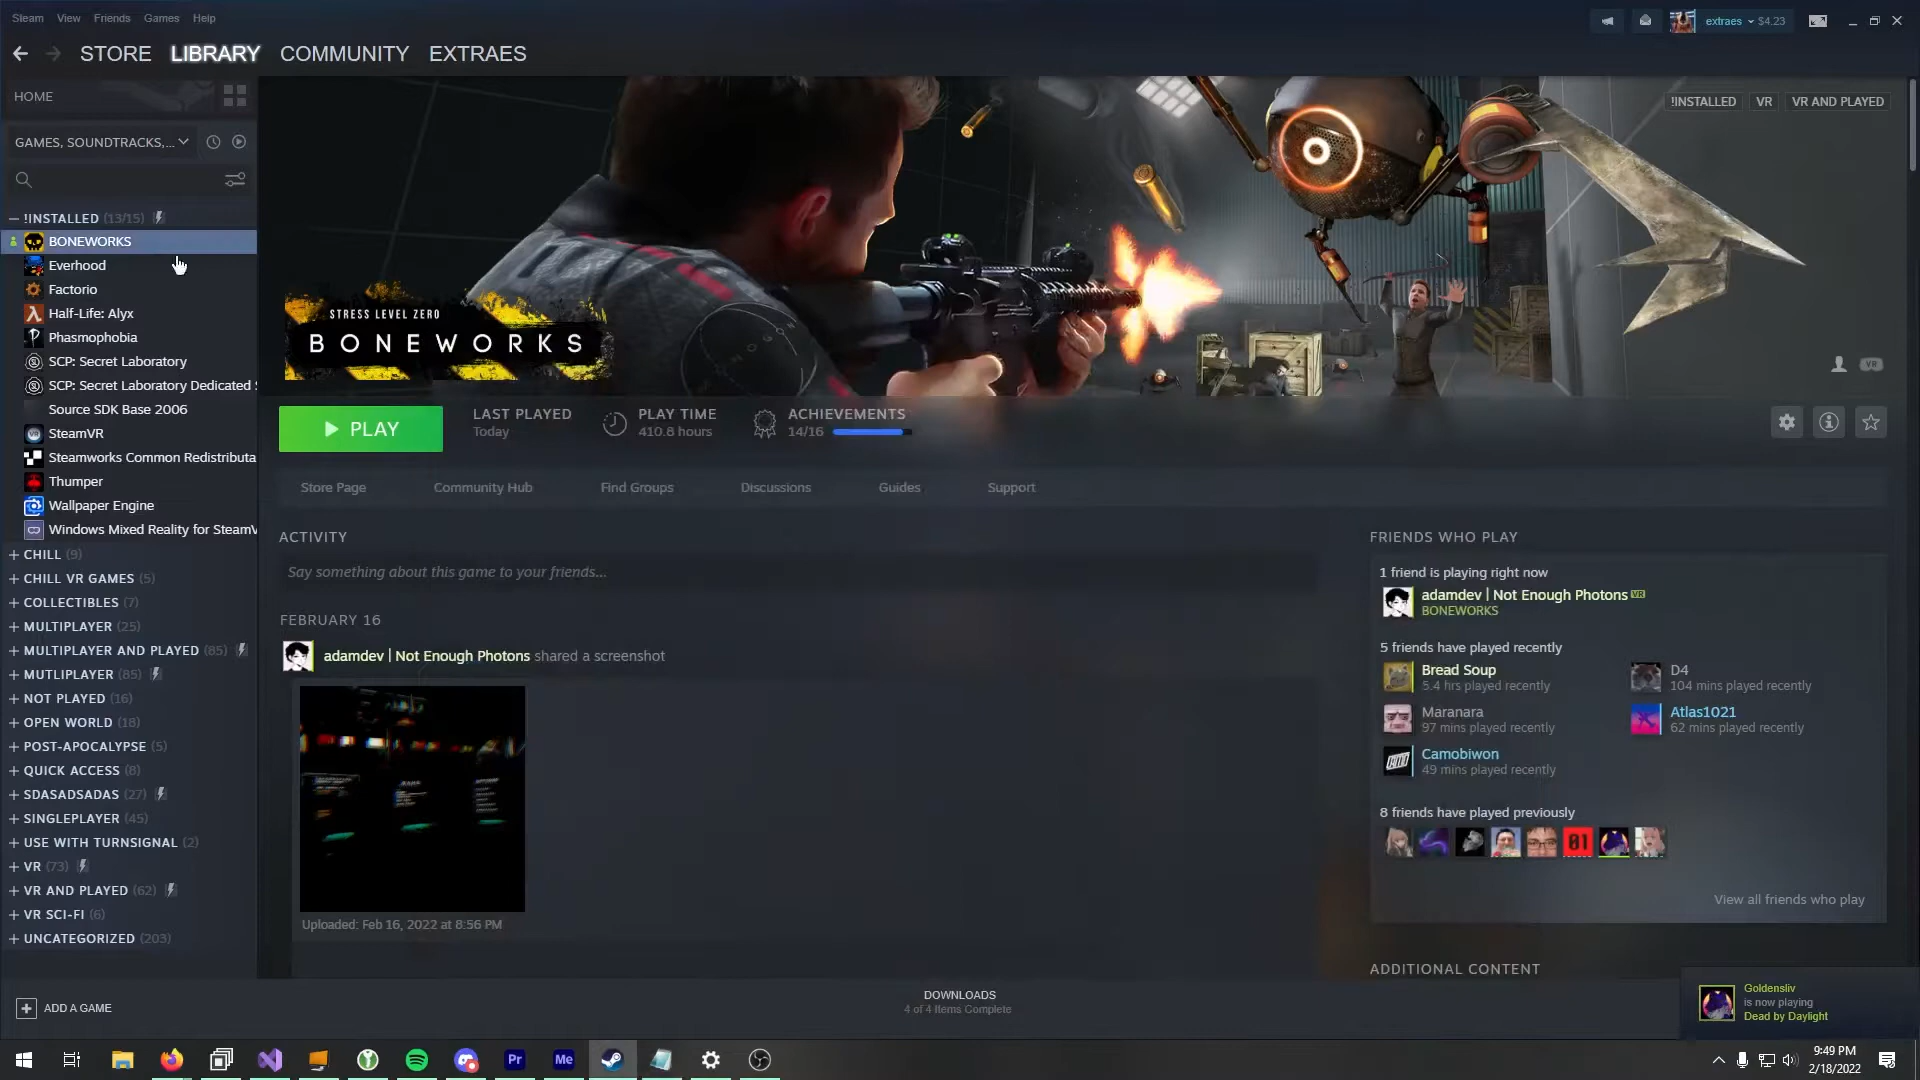 Steam View Friends Games Help
extraes $4.23
STORE LIBRARY COMMUNITY EXTRAES
HOME
GAMES, SOUNDTRACKS,...
!INSTALLED (13/15)
BONEWORKS
Everhood
Factorio
Half-Life: Alyx
Phasmophobia
SCP: Secret Laboratory
SCP: Secret Laboratory Dedicated
Source SDK Base 2006
SteamVR
Steamworks Common Redistributa
Thumper
Wallpaper Engine
Windows Mixed Reality for SteamV
CHILL (9)
CHILL VR GAMES (5)
COLLECTIBLES (7)
MULTIPLAYER (25)
MULTIPLAYER AND PLAYED (85)
MUTLIPLAYER (85)
NOT PLAYED (16)
OPEN WORLD (18)
POST-APOCALYPSE (5)
QUICK ACCESS (8)
SDASADSADAS (27)
SINGLEPLAYER (45)
USE WITH TURNSIGNAL (2)
VR (73)
VR AND PLAYED (62)
VR SCI-FI (6)
UNCATEGORIZED (203)
ADD A GAME
!INSTALLED VR VR AND PLAYED
STRESS LEVEL ZERO
BONEWORKS
VR
PLAY
LAST PLAYED
Today
PLAY TIME
410.8 hours
ACHIEVEMENTS
14/16
Store Page Community Hub Find Groups Discussions Guides Support
ACTIVITY
Say something about this game to your friends...
FEBRUARY 16
adamdev | Not Enough Photons shared a screenshot
Uploaded: Feb 16, 2022 at 8:56 PM
FRIENDS WHO PLAY
1 friend is playing right now
adamdev | Not Enough Photons VR
BONEWORKS
5 friends have played recently
Bread Soup
5.4 hrs played recently
D4
104 mins played recently
Maranara
97 mins played recently
Atlas1021
62 mins played recently
Camobiwon
49 mins played recently
8 friends have played previously
01
View all friends who play
ADDITIONAL CONTENT
DOWNLOADS
4 of 4 Items Complete
Goldensliv
is now playing
Dead by Daylight
Pr Me
9:49 PM
2/18/2022